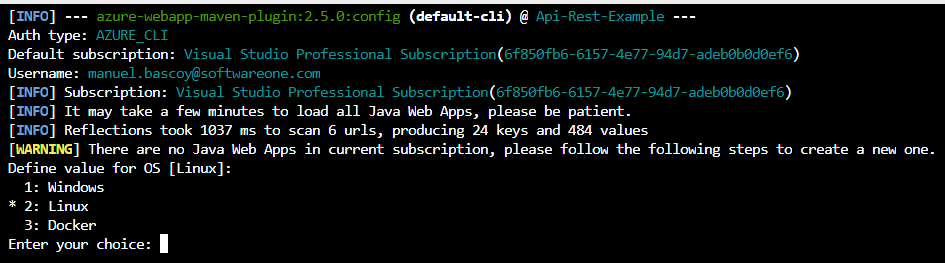 [INFO] --- azure-webapp-maven-plugin:2.5.0:config (default-cli) @ Api-Rest-Example ---
Auth type: AZURE_CLI
Default subscription: Visual Studio Professional Subscription(6f850fb6-6157-4e77-94d7-adeb0b0d0ef6)
Username: manuel.bascoy@softwareone.com
[INFO] Subscription: Visual Studio Professional Subscription(6f850fb6-6157-4e77-94d7-adeb0b0d0ef6)
[INFO] It may take a few minutes to load all Java Web Apps, please be patient.
[INFO] Reflections took 1037 ms to scan 6 urls, producing 24 keys and 484 values
[WARNING] There are no Java Web Apps in current subscription, please follow the following steps to create a new one.
Define value for OS [Linux]:
  1: Windows
* 2: Linux
  3: Docker
Enter your choice: